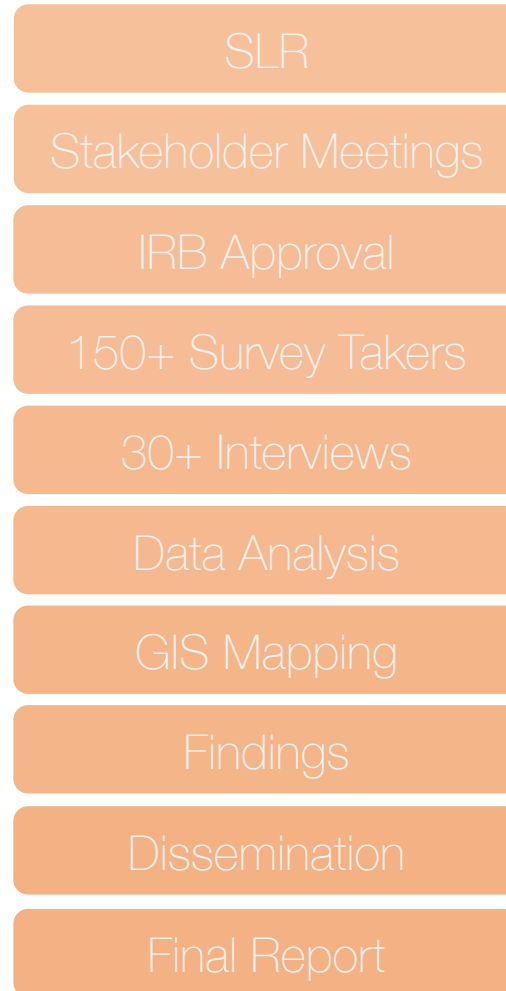 SLR
Stakeholder Meetings
IRB Approval
150+ Survey Takers
30+ Interviews
Data Analysis
GIS Mapping
Findings
Dissemination
Final Report